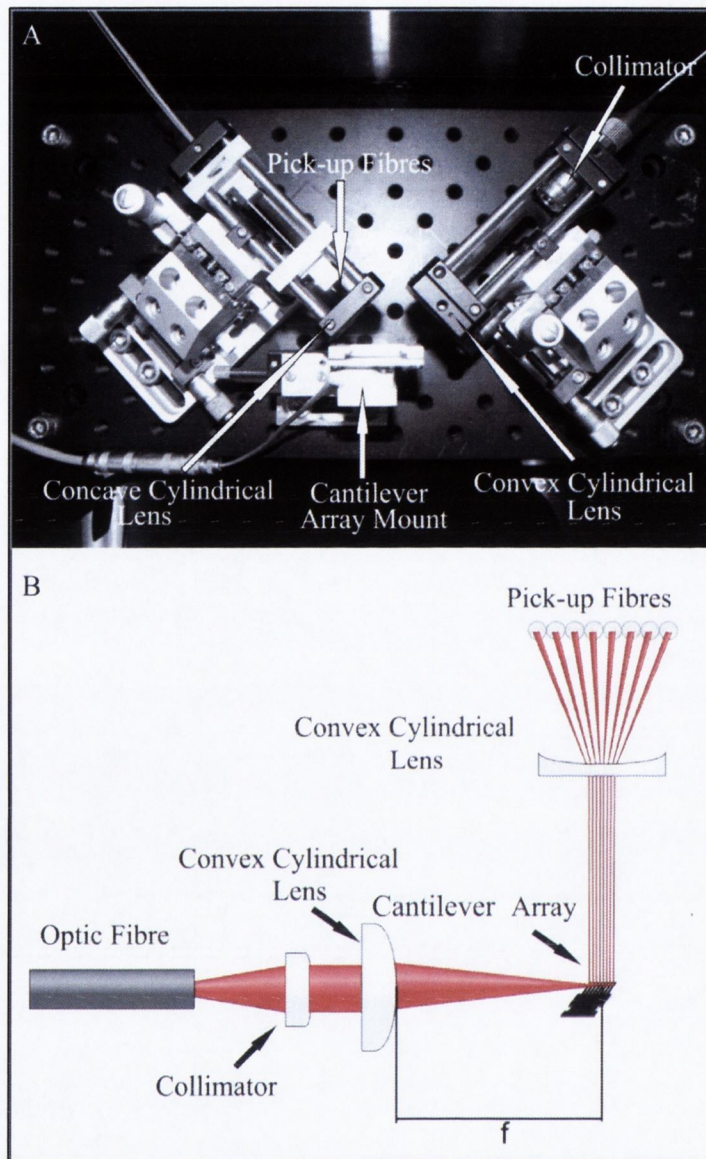 A
Collimator
Pick-up Fibres
Concave Cylindrical
Lens
Cantilever
Array Mount
Convex Cylindrical
Lens
B
Pick-up Fibres
Convex Cylindrical
Lens
Convex Cylindrical
Lens
Cantilever Array
Optic Fibre
Collimator
f